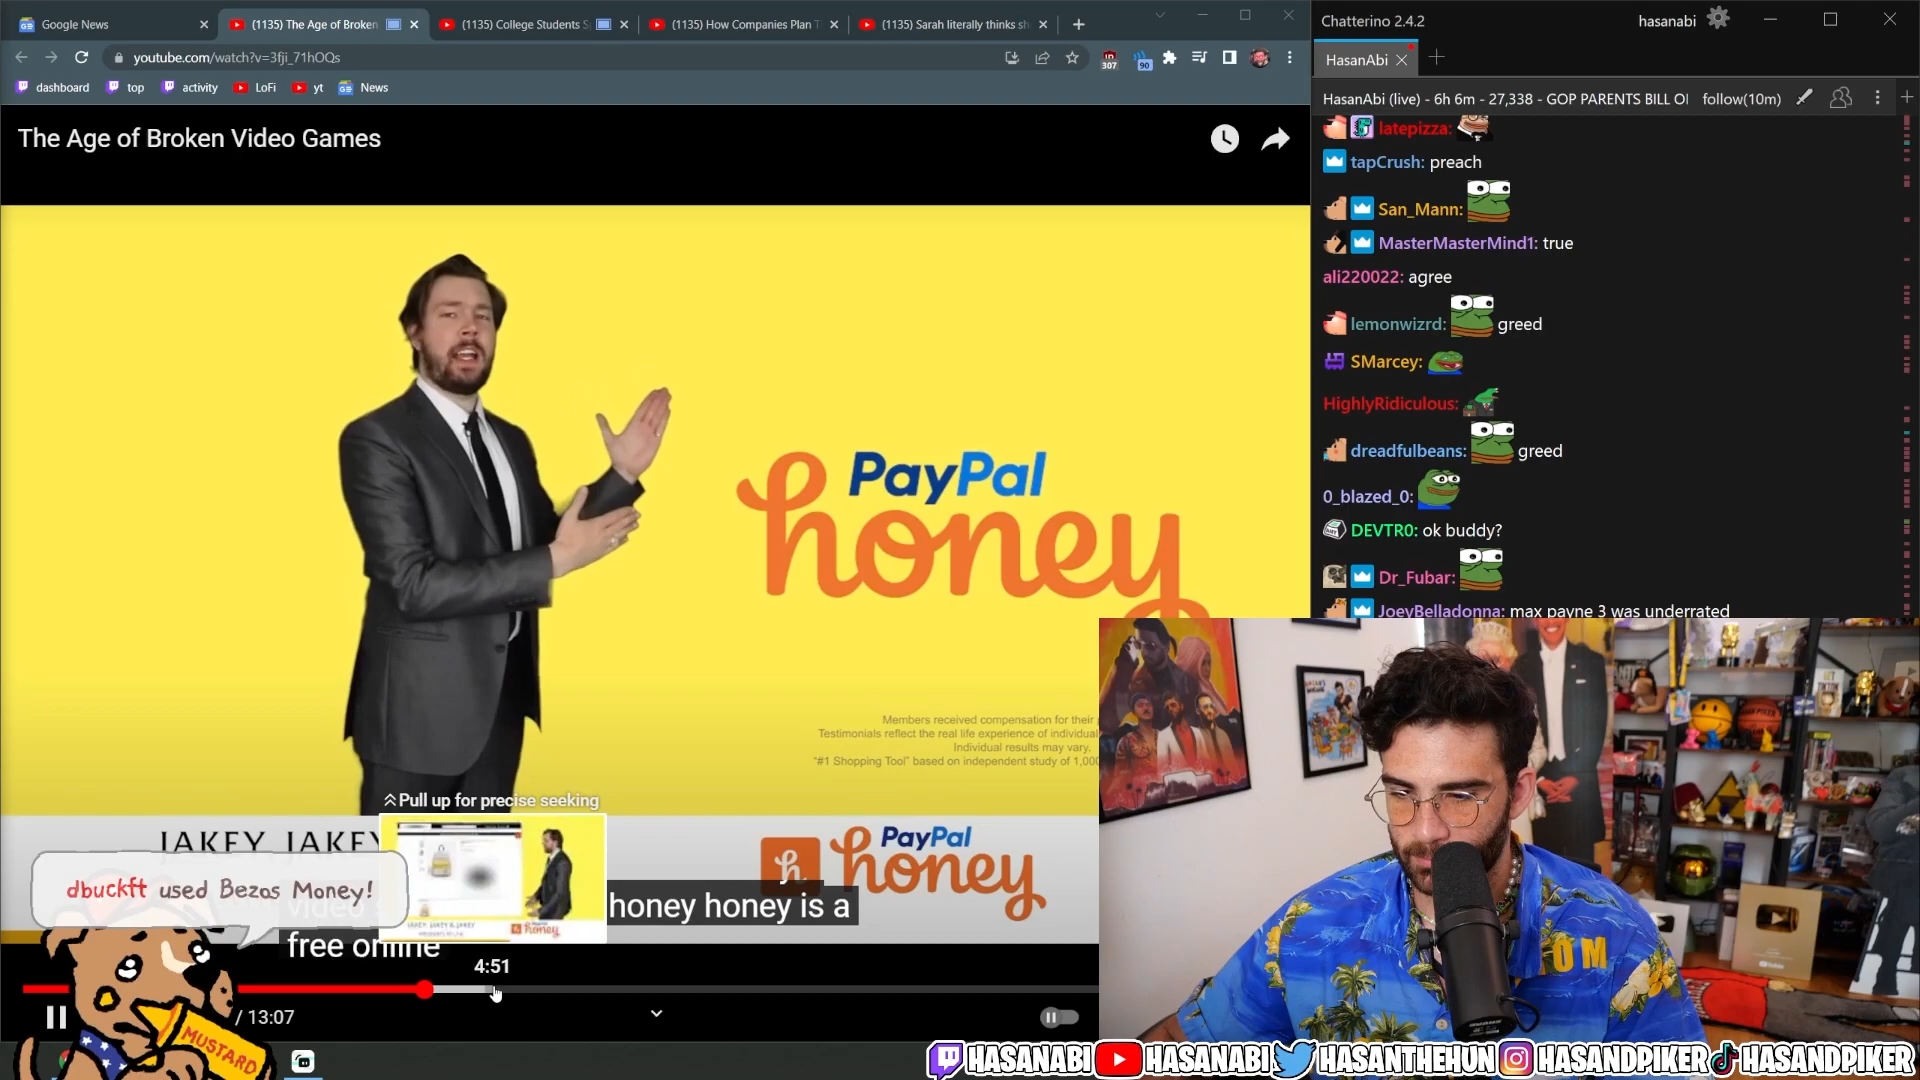 Google News
(1135) The Age of Broken
(1135) College Students S
(1135) How Companies Plan T
(1135) Sarah literally thinks sh
youtube.com/watch?v=3fji_71hOQs
307
90
dashboard
top
activity
LoFi
yt
News
The Age of Broken Video Games
PayPal
honey
Members received compensation for their
Testimonials reflect the real life experience of individual
Individual results may vary.
"#1 Shopping Tool" based on independent study of 1,00
Pull up for precise seeking
JAKEY JAKEY
PayPal
honey
h
dbuckft used Bezos Money!
honey honey is a
free online
4:51
/ 13:07
MUSTARD
Chatterino 2.4.2
hasanabi
HasanAbi
HasanAbi (live) - 6h 6m - 27,338 - GOP PARENTS BILL OI
follow(10m)
latepizza:
tapCrush: preach
San_Mann:
MasterMasterMind1: true
ali220022: agree
lemonwizrd: greed
SMarcey:
HighlyRidiculous:
dreadfulbeans: greed
0_blazed_0:
DEVTR0: ok buddy?
Dr_Fubar:
JoeyBelladonna: max payne 3 was underrated
HASANABI
HASANABI
HASANTHEHUN
HASANDPIKER
HASANDPIKER